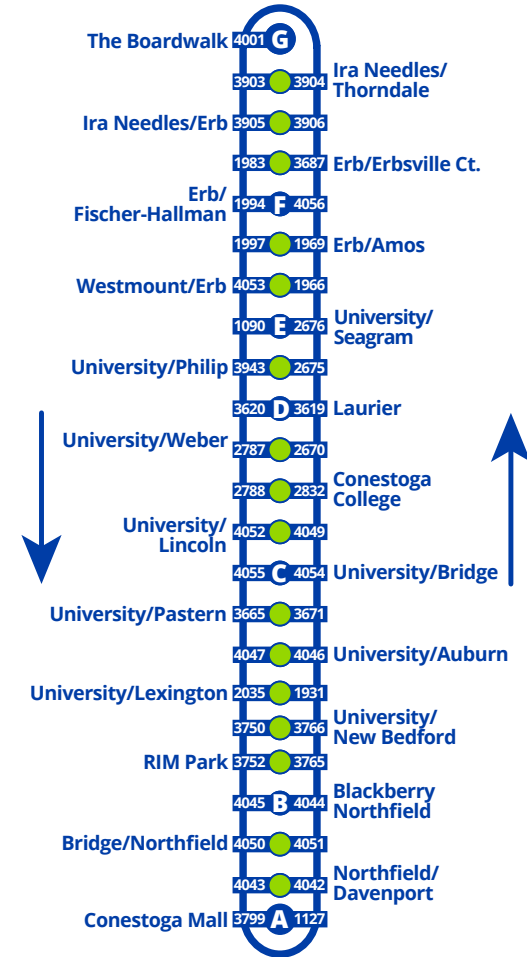 The Boardwalk 4001 G
3903 3904 Ira Needles/
Thorndale
Ira Needles/Erb 3905 3906
1983 3687 Erb/Erbsville Ct.
Erb/
Fischer-Hallman 1994 F 4056
1997 1969 Erb/Amos
Westmount/Erb 4053 1966
1090 E 2676 University/
Seagram
University/Philip 3943 2675
3620 D 3619 Laurier
University/Weber 2787 2670
2788 2832 Conestoga
College
University/
Lincoln 4052 4049
4055 C 4054 University/Bridge
University/Pastern 3665 3671
4047 4046 University/Auburn
University/Lexington 2035 1931
3750 3766 University/
New Bedford
RIM Park 3752 3765
4045 B 4044 Blackberry
Northfield
Bridge/Northfield 4050 4051
4043 4042 Northfield/
Davenport
Conestoga Mall 3799 A 1127